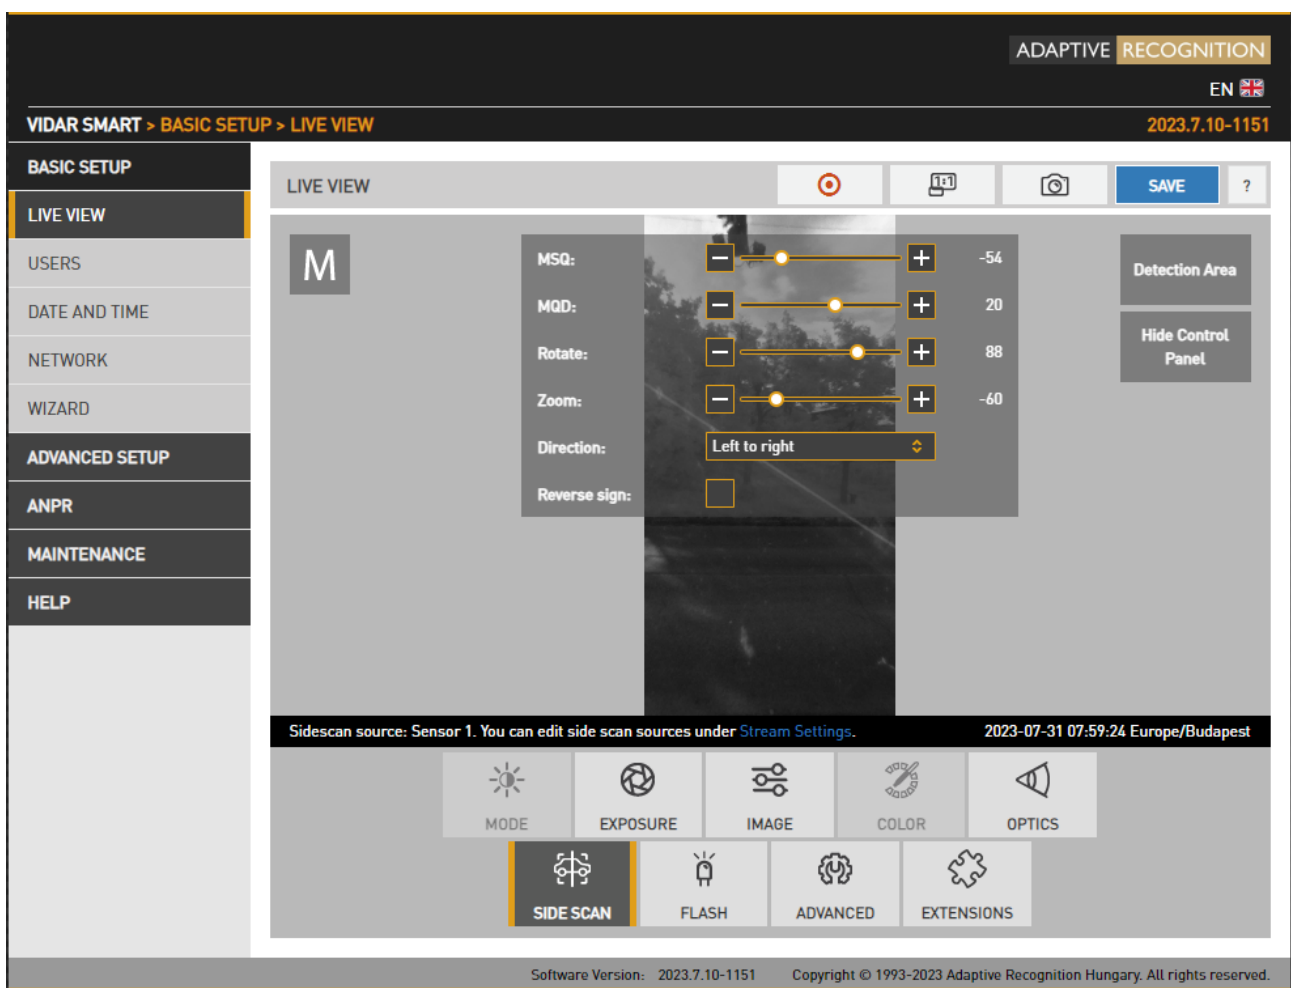 ADAPTIVE RECOGNITION
EN
VIDAR SMART > BASIC SETUP > LIVE VIEW 2023.7.10-1151
BASIC SETUP
LIVE VIEW
USERS
DATE AND TIME
NETWORK
WIZARD
ADVANCED SETUP
ANPR
MAINTENANCE
HELP
LIVE VIEW 1:1 SAVE ?
M
MSQ: -54
MQD: 20
Rotate: 88
Zoom: -60
Direction: Left to right
Reverse sign:
Detection Area
Hide Control
Panel
Sidescan source: Sensor 1. You can edit side scan sources under Stream Settings. 2023-07-31 07:59:24 Europe/Budapest
MODE EXPOSURE IMAGE COLOR OPTICS
SIDE SCAN FLASH ADVANCED EXTENSIONS
Software Version: 2023.7.10-1151 Copyright © 1993-2023 Adaptive Recognition Hungary. All rights reserved.